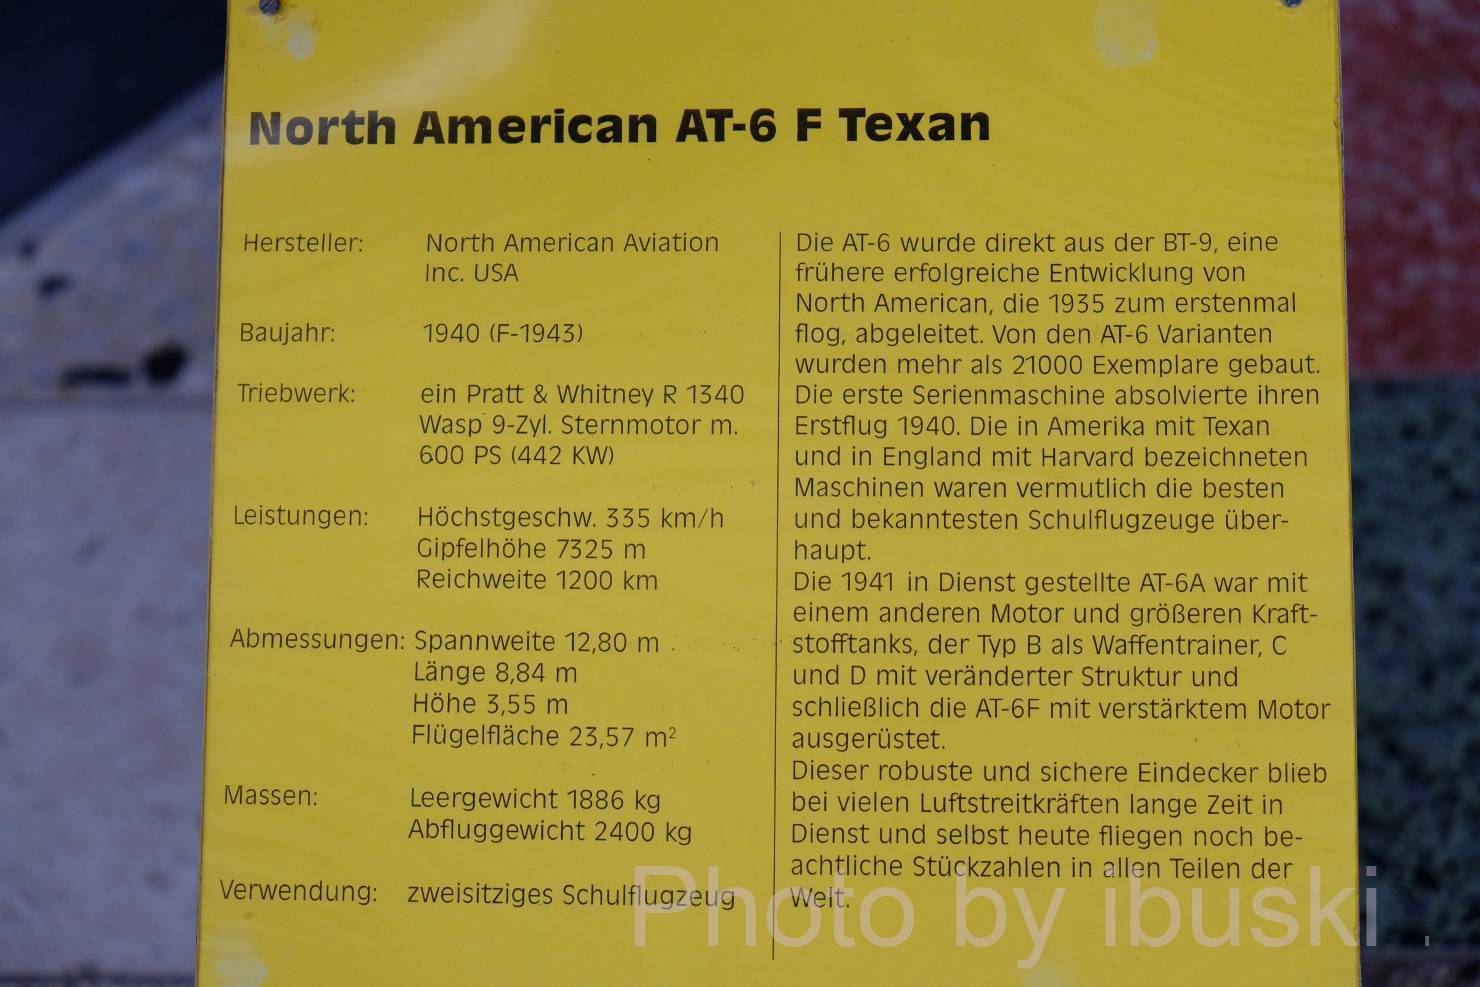 North American AT-6 F Texan
Hersteller: North American Aviation
Inc. USA
Baujahr: 1940 (F-1943)
Triebwerk: ein Pratt & Whitney R 1340
Wasp 9-Zyl. Sternmotor m.
600 PS (442 KW)
Leistungen: Höchstgeschw. 335 km/h
Gipfelhöhe 7325 m
Reichweite 1200 km
Abmessungen: Spannweite 12,80 m
Länge 8,84 m
Höhe 3,55 m
Flügelfläche 23,57 m²
Massen: Leergewicht 1886 kg
Abfluggewicht 2400 kg
Verwendung: zweisitziges Schulflugzeug
Die AT-6 wurde direkt aus der BT-9, eine
frühere erfolgreiche Entwicklung von
North American, die 1935 zum erstenmal
flog, abgeleitet. Von den AT-6 Varianten
wurden mehr als 21000 Exemplare gebaut.
Die erste Serienmaschine absolvierte ihren
Erstflug 1940. Die in Amerika mit Texan
und in England mit Harvard bezeichneten
Maschinen waren vermutlich die besten
und bekanntesten Schulflugzeuge über-
haupt.
Die 1941 in Dienst gestellte AT-6A war mit
einem anderen Motor und größeren Kraft-
stofftanks, der Typ B als Waffentrainer, C
und D mit veränderter Struktur und
schließlich die AT-6F mit verstärktem Motor
ausgerüstet.
Dieser robuste und sichere Eindecker blieb
bei vielen Luftstreitkräften lange Zeit in
Dienst und selbst heute fliegen noch be-
achtliche Stückzahlen in allen Teilen der
Welt.
Photo by ibuski .